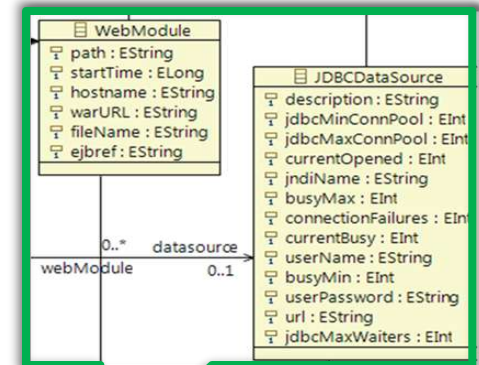 WebModule
path : EString
startTime : ELong
hostname : EString
warURL : EString
fileName : EString
ejbref : EString
JDBCDataSource
description : EString
jdbcMinConnPool : EInt
jdbcMaxConnPool : EInt
currentOpened : EInt
jndiName : EString
busyMax : EInt
connectionFailures : EInt
currentBusy : EInt
userName : EString
busyMin : EInt
userPassword : EString
url : EString
jdbcMaxWaiters : EInt
0..* datasource
webModule 0..1